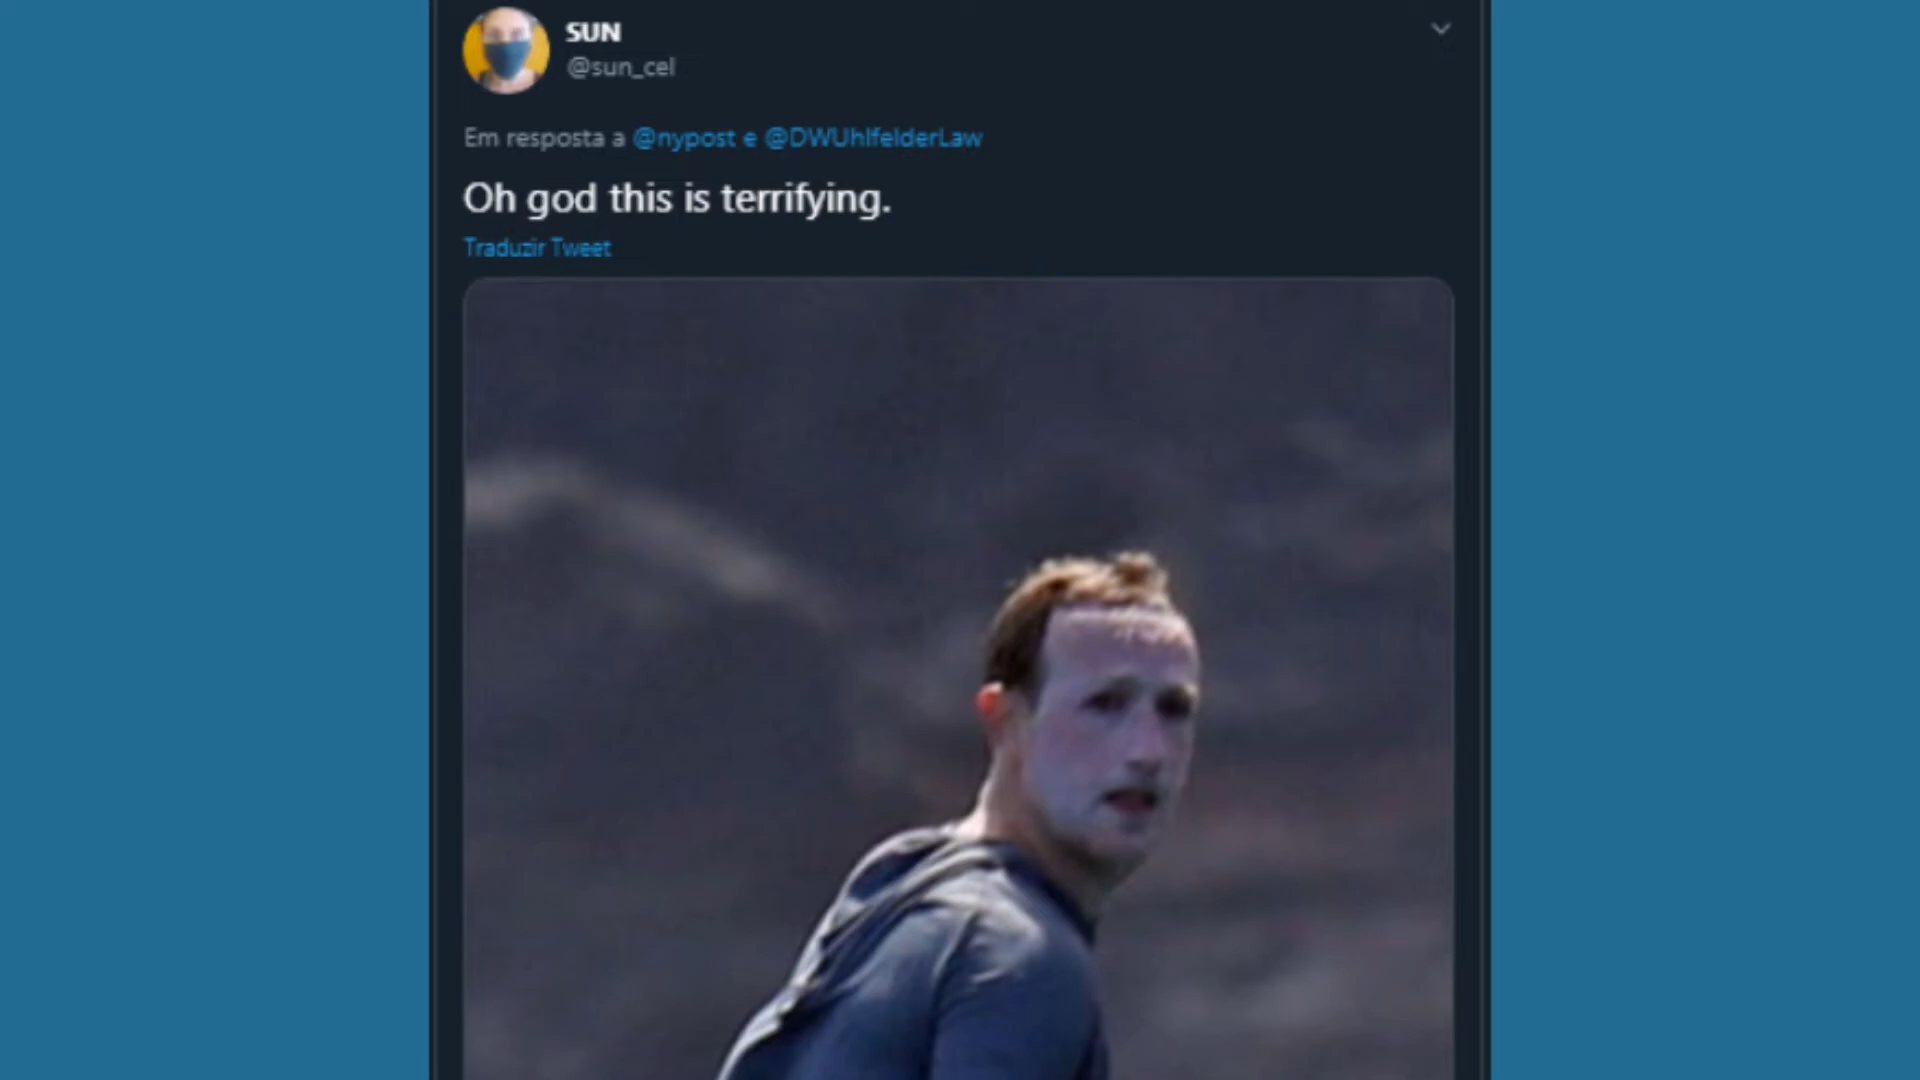 SUN
@sun_cel
Em resposta a @nypost e @DWUhlfelderLaw
Oh god this is terrifying.
Traduzir Tweet